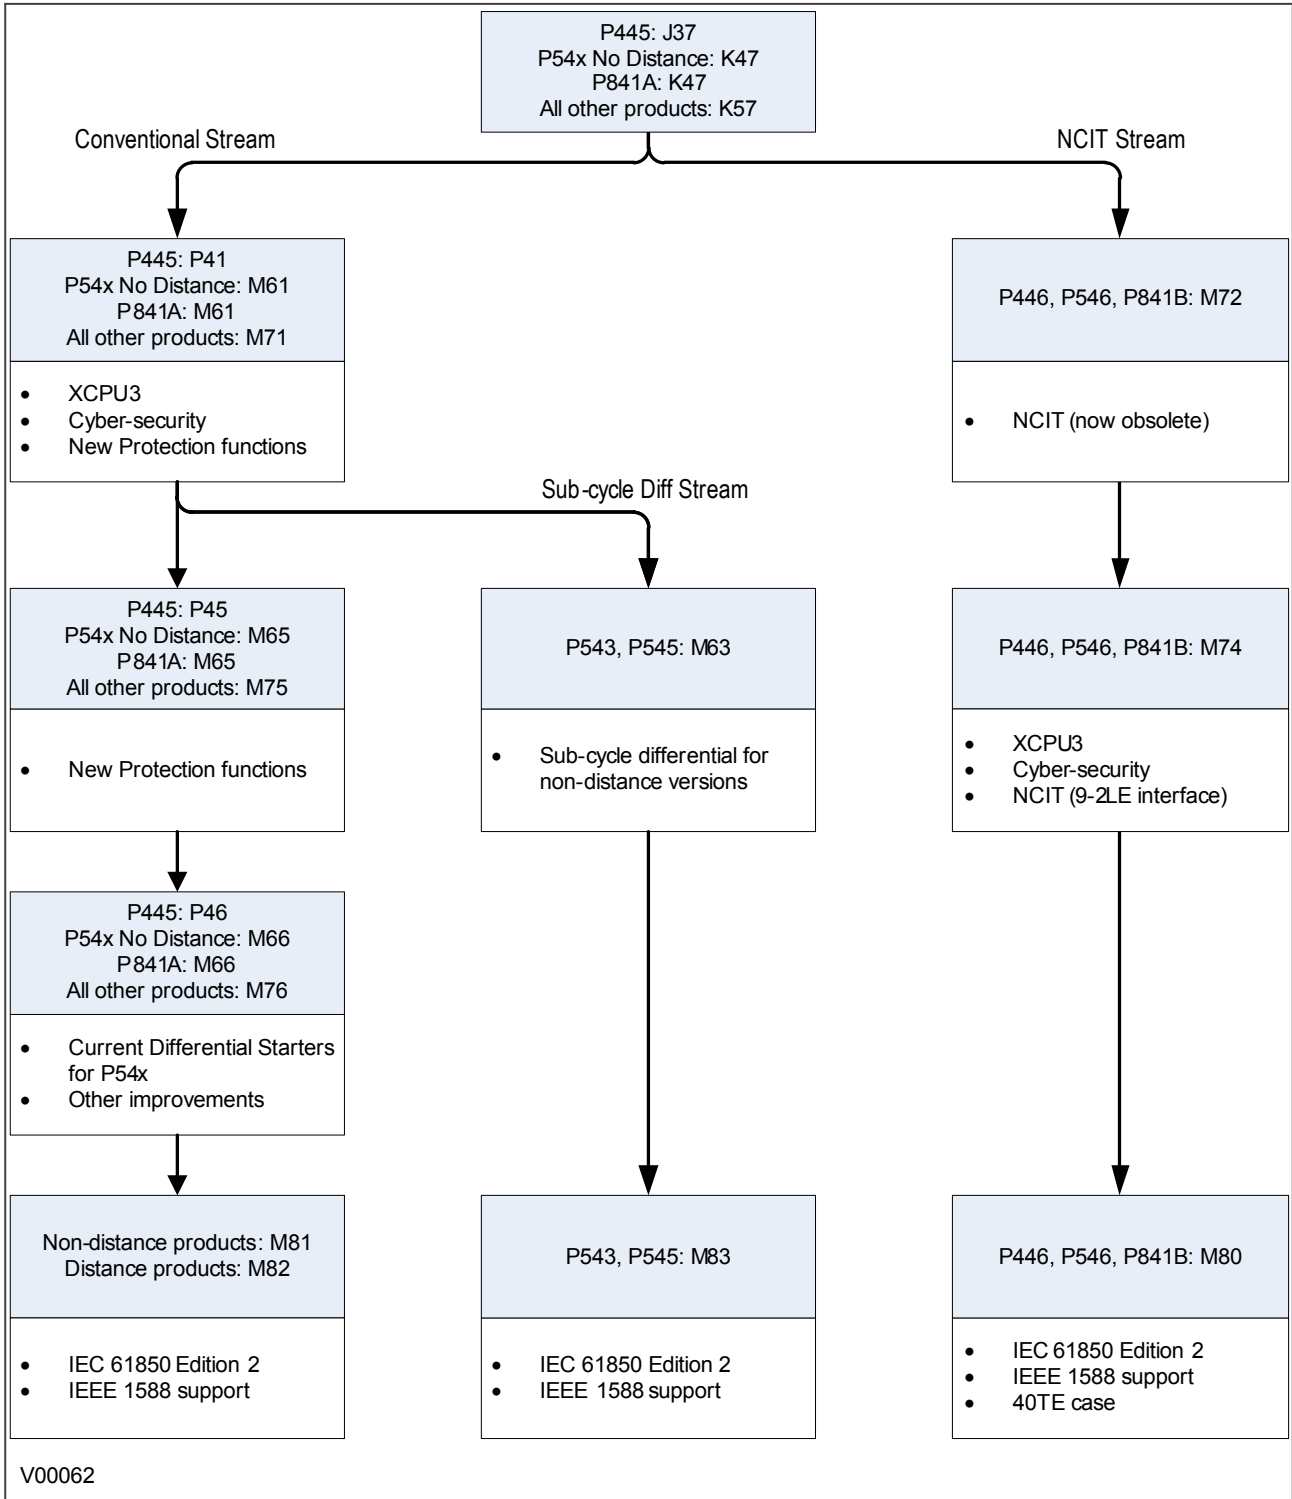 P445: J37
P54x No Distance: K47
P841A: K47
All other products: K57
Conventional Stream
NCIT Stream
P445: P41
P54x No Distance: M61
P841A: M61
All other products: M71
• XCPU3
• Cyber-security
• New Protection functions
P446, P546, P841B: M72
• NCIT (now obsolete)
Sub-cycle Diff Stream
P445: P45
P54x No Distance: M65
P841A: M65
All other products: M75
• New Protection functions
P543, P545: M63
• Sub-cycle differential for
non-distance versions
P446, P546, P841B: M74
• XCPU3
• Cyber-security
• NCIT (9-2LE interface)
P445: P46
P54x No Distance: M66
P841A: M66
All other products: M76
• Current Differential Starters
for P54x
• Other improvements
Non-distance products: M81
Distance products: M82
• IEC 61850 Edition 2
• IEEE 1588 support
P543, P545: M83
• IEC 61850 Edition 2
• IEEE 1588 support
P446, P546, P841B: M80
• IEC 61850 Edition 2
• IEEE 1588 support
• 40TE case
V00062